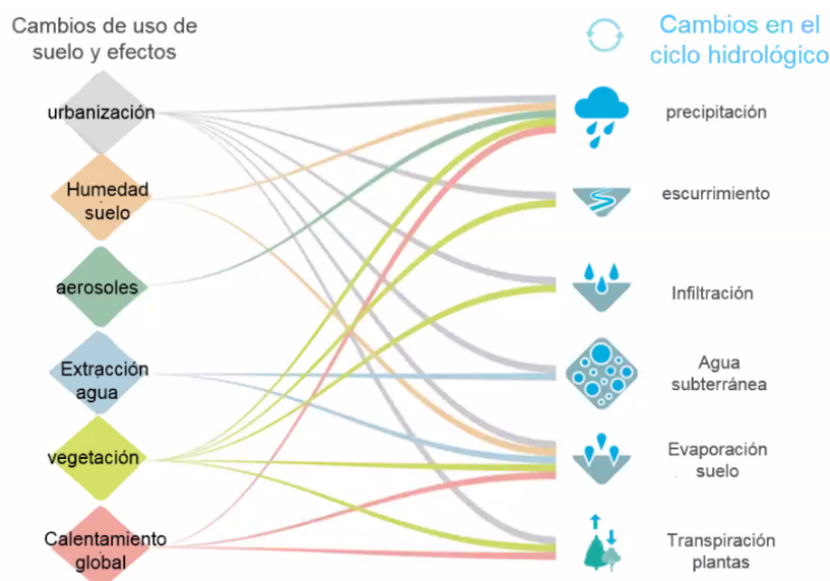 Cambios de uso de
suelo y efectos
Cambios en el
ciclo hidrológico
urbanización
Humedad
suelo
aerosoles
Extracción
agua
vegetación
Calentamiento
global
precipitación
escurrimiento
Infiltración
Agua
subterránea
Evaporación
suelo
Transpiración
plantas